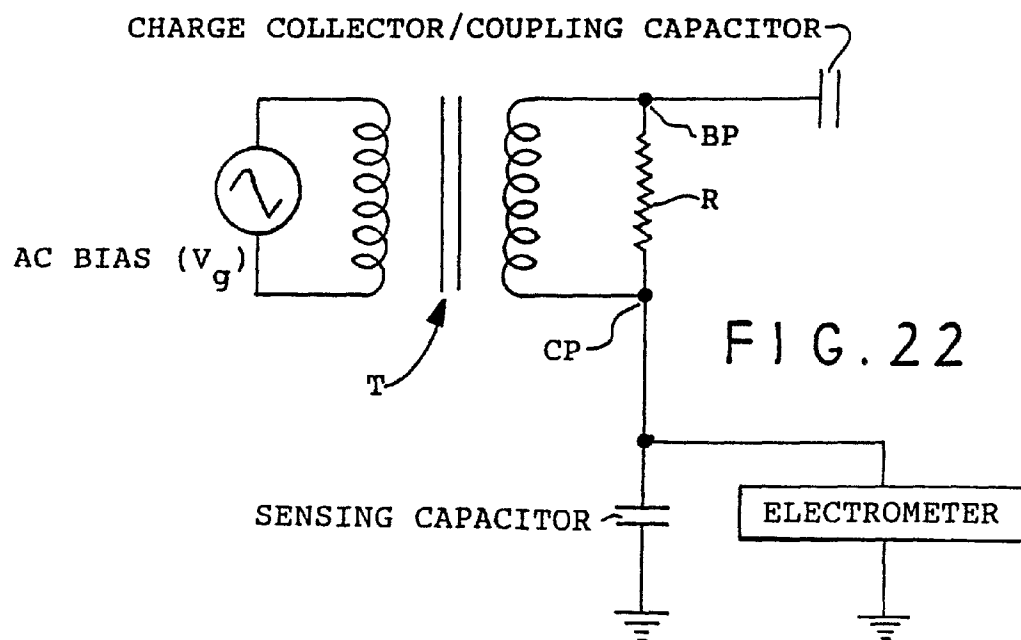 CHARGE COLLECTOR/COUPLING CAPACITOR
BP
R
AC BIAS (Vg)
CP
FIG.22
T
SENSING CAPACITOR
ELECTROMETER